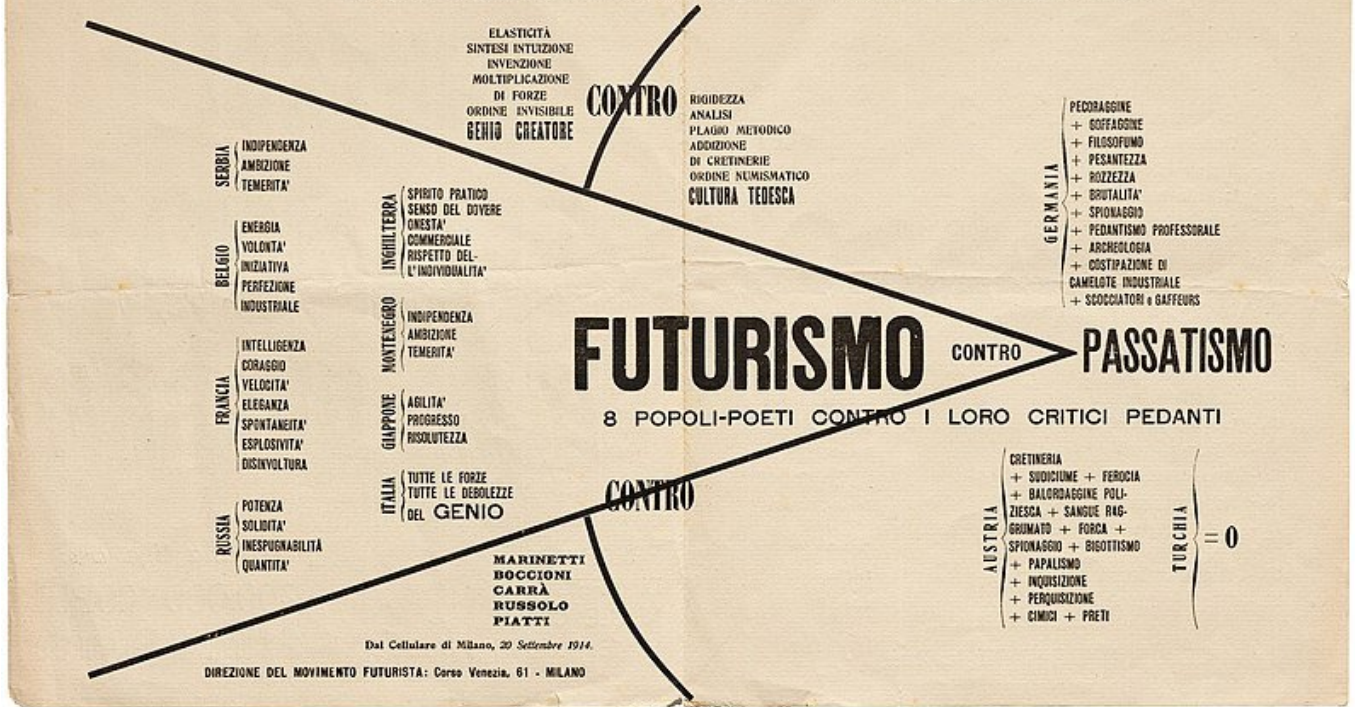 ELASTICITÀ
SINTESI INTUIZIONE
INVENZIONE
MOLTIPLICAZIONE
DI FORZE
ORDINE INVISIBILE
GENIO CREATORE
CONTRO
RIGIDEZZA
ANALISI
PLAGIO METODICO
ADDIZIONE
DI CRETINERIE
ORDINE NUMISMATICO
CULTURA TEDESCA
SERBIA
INDIPENDENZA
AMBIZIONE
TEMERITA'
BELGIO
ENERGIA
VOLONTA'
INIZIATIVA
PERFEZIONE
INDUSTRIALE
FRANCIA
INTELLIGENZA
CORAGGIO
VELOCITA'
ELEGANZA
SPONTANEITA'
ESPLOSIVITA'
DISINVOLTURA
RUSSIA
POTENZA
SOLIDITA'
INESPUGNABILITÀ
QUANTITA'
INGHILTERRA
SPIRITO PRATICO
SENSO DEL DOVERE
ONESTA'
COMMERCIALE
RISPETTO DEL-
L'INDIVIDUALITA'
MONTENEGRO
INDIPENDENZA
AMBIZIONE
TEMERITA'
GIAPPONE
AGILITA'
PROGRESSO
RISOLUTEZZA
ITALIA
TUTTE LE FORZE
TUTTE LE DEBOLEZZE
DEL GENIO
FUTURISMO CONTRO PASSATISMO
8 POPOLI-POETI CONTRO I LORO CRITICI PEDANTI
GERMANIA
PECORAGGINE
+ GOFFAGGINE
+ FILOSOFUMO
+ PESANTEZZA
+ ROZZEZZA
+ BRUTALITA'
+ SPIONAGGIO
+ PEDANTISMO PROFESSORALE
+ ARCHEOLOGIA
+ COSTIPAZIONE DI
CAMELOTE INDUSTRIALE
+ SCOCCIATORI e GAFFEURS
AUSTRIA
CRETINERIA
+ SUDICIUME + FEROCIA
+ BALORDAGGINE POLI-
ZIESCA + SANGUE RAG-
GRUMATO + FORCA +
SPIONAGGIO + BIGOTTISMO
+ PAPALISMO
+ INQUISIZIONE
+ PERQUISIZIONE
+ CIMICI + PRETI
TURCHIA
= 0
CONTRO
MARINETTI
BOCCIONI
CARRÀ
RUSSOLO
PIATTI
Dal Cellulare di Milano, 20 Settembre 1914.
DIREZIONE DEL MOVIMENTO FUTURISTA: Corso Venezia, 61 - MILANO